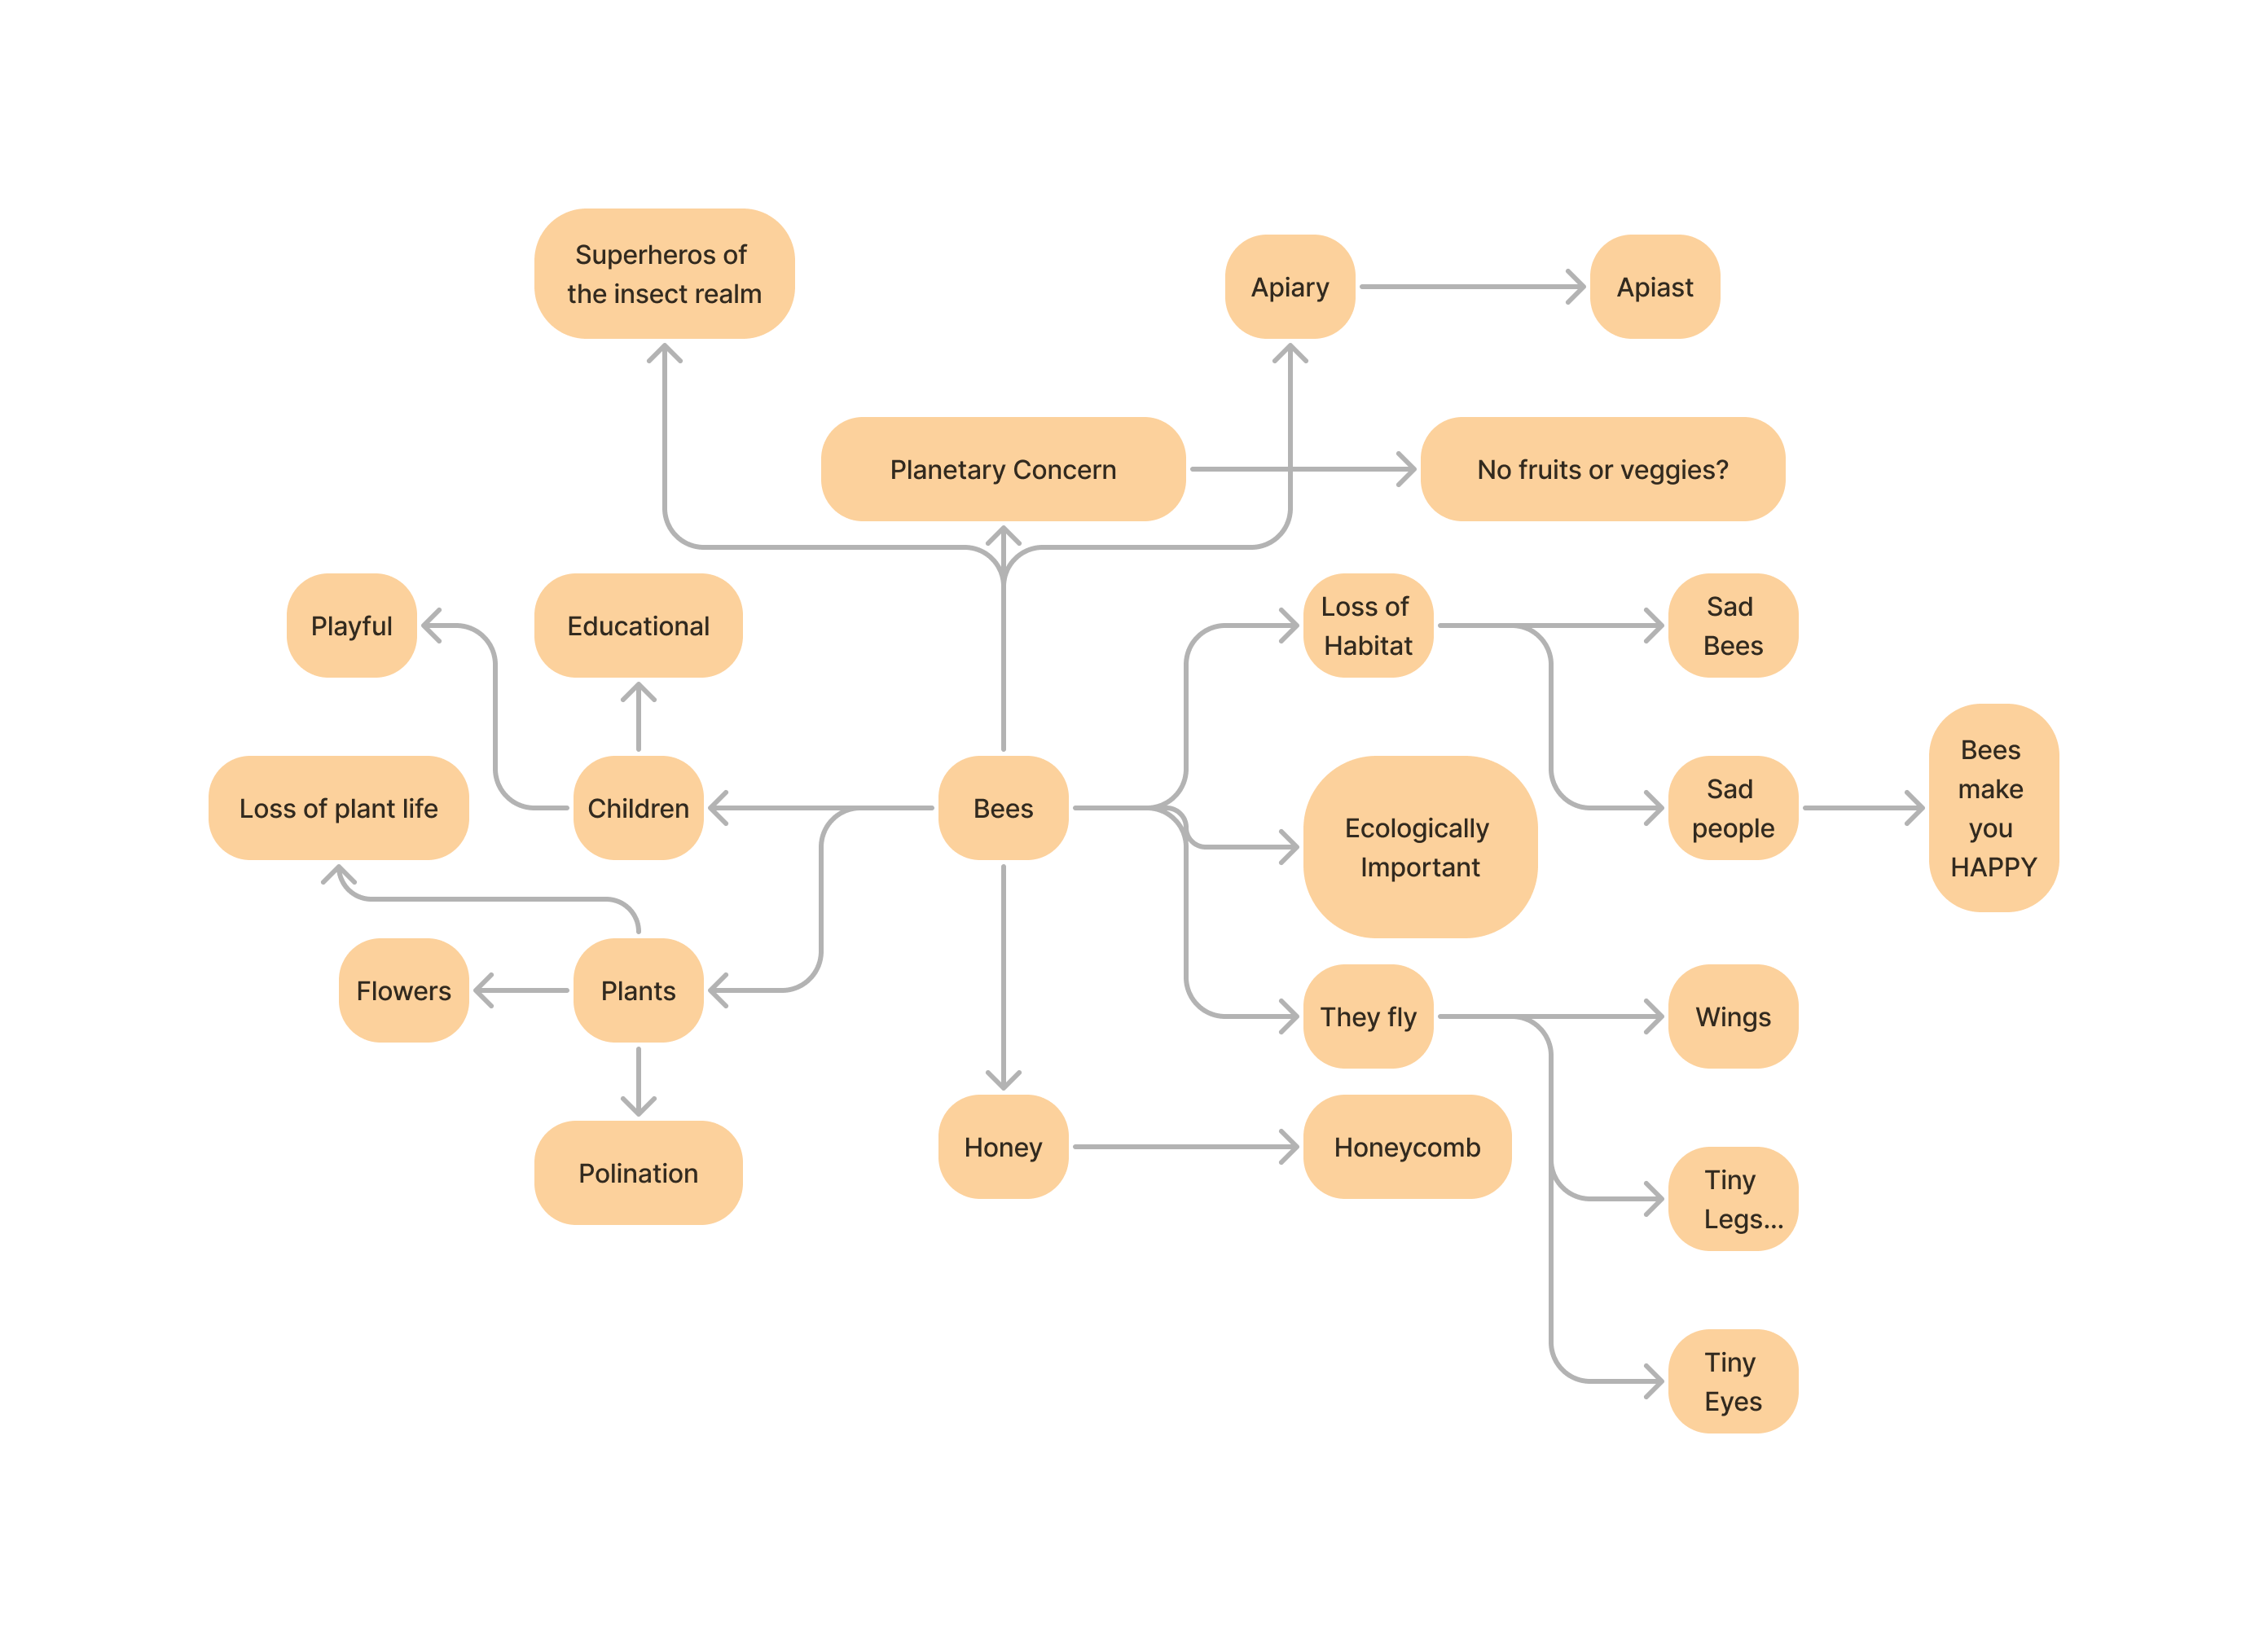 Superheros of
the insect realm
Apiary
Apiast
Planetary Concern
No fruits or veggies?
Playful
Educational
Loss of
Habitat
Sad
Bees
Loss of plant life
Children
Bees
Ecologically
Important
Sad
people
Bees
make
you
HAPPY
Flowers
Plants
They fly
Wings
Polination
Honey
Honeycomb
Tiny
Legs...
Tiny
Eyes